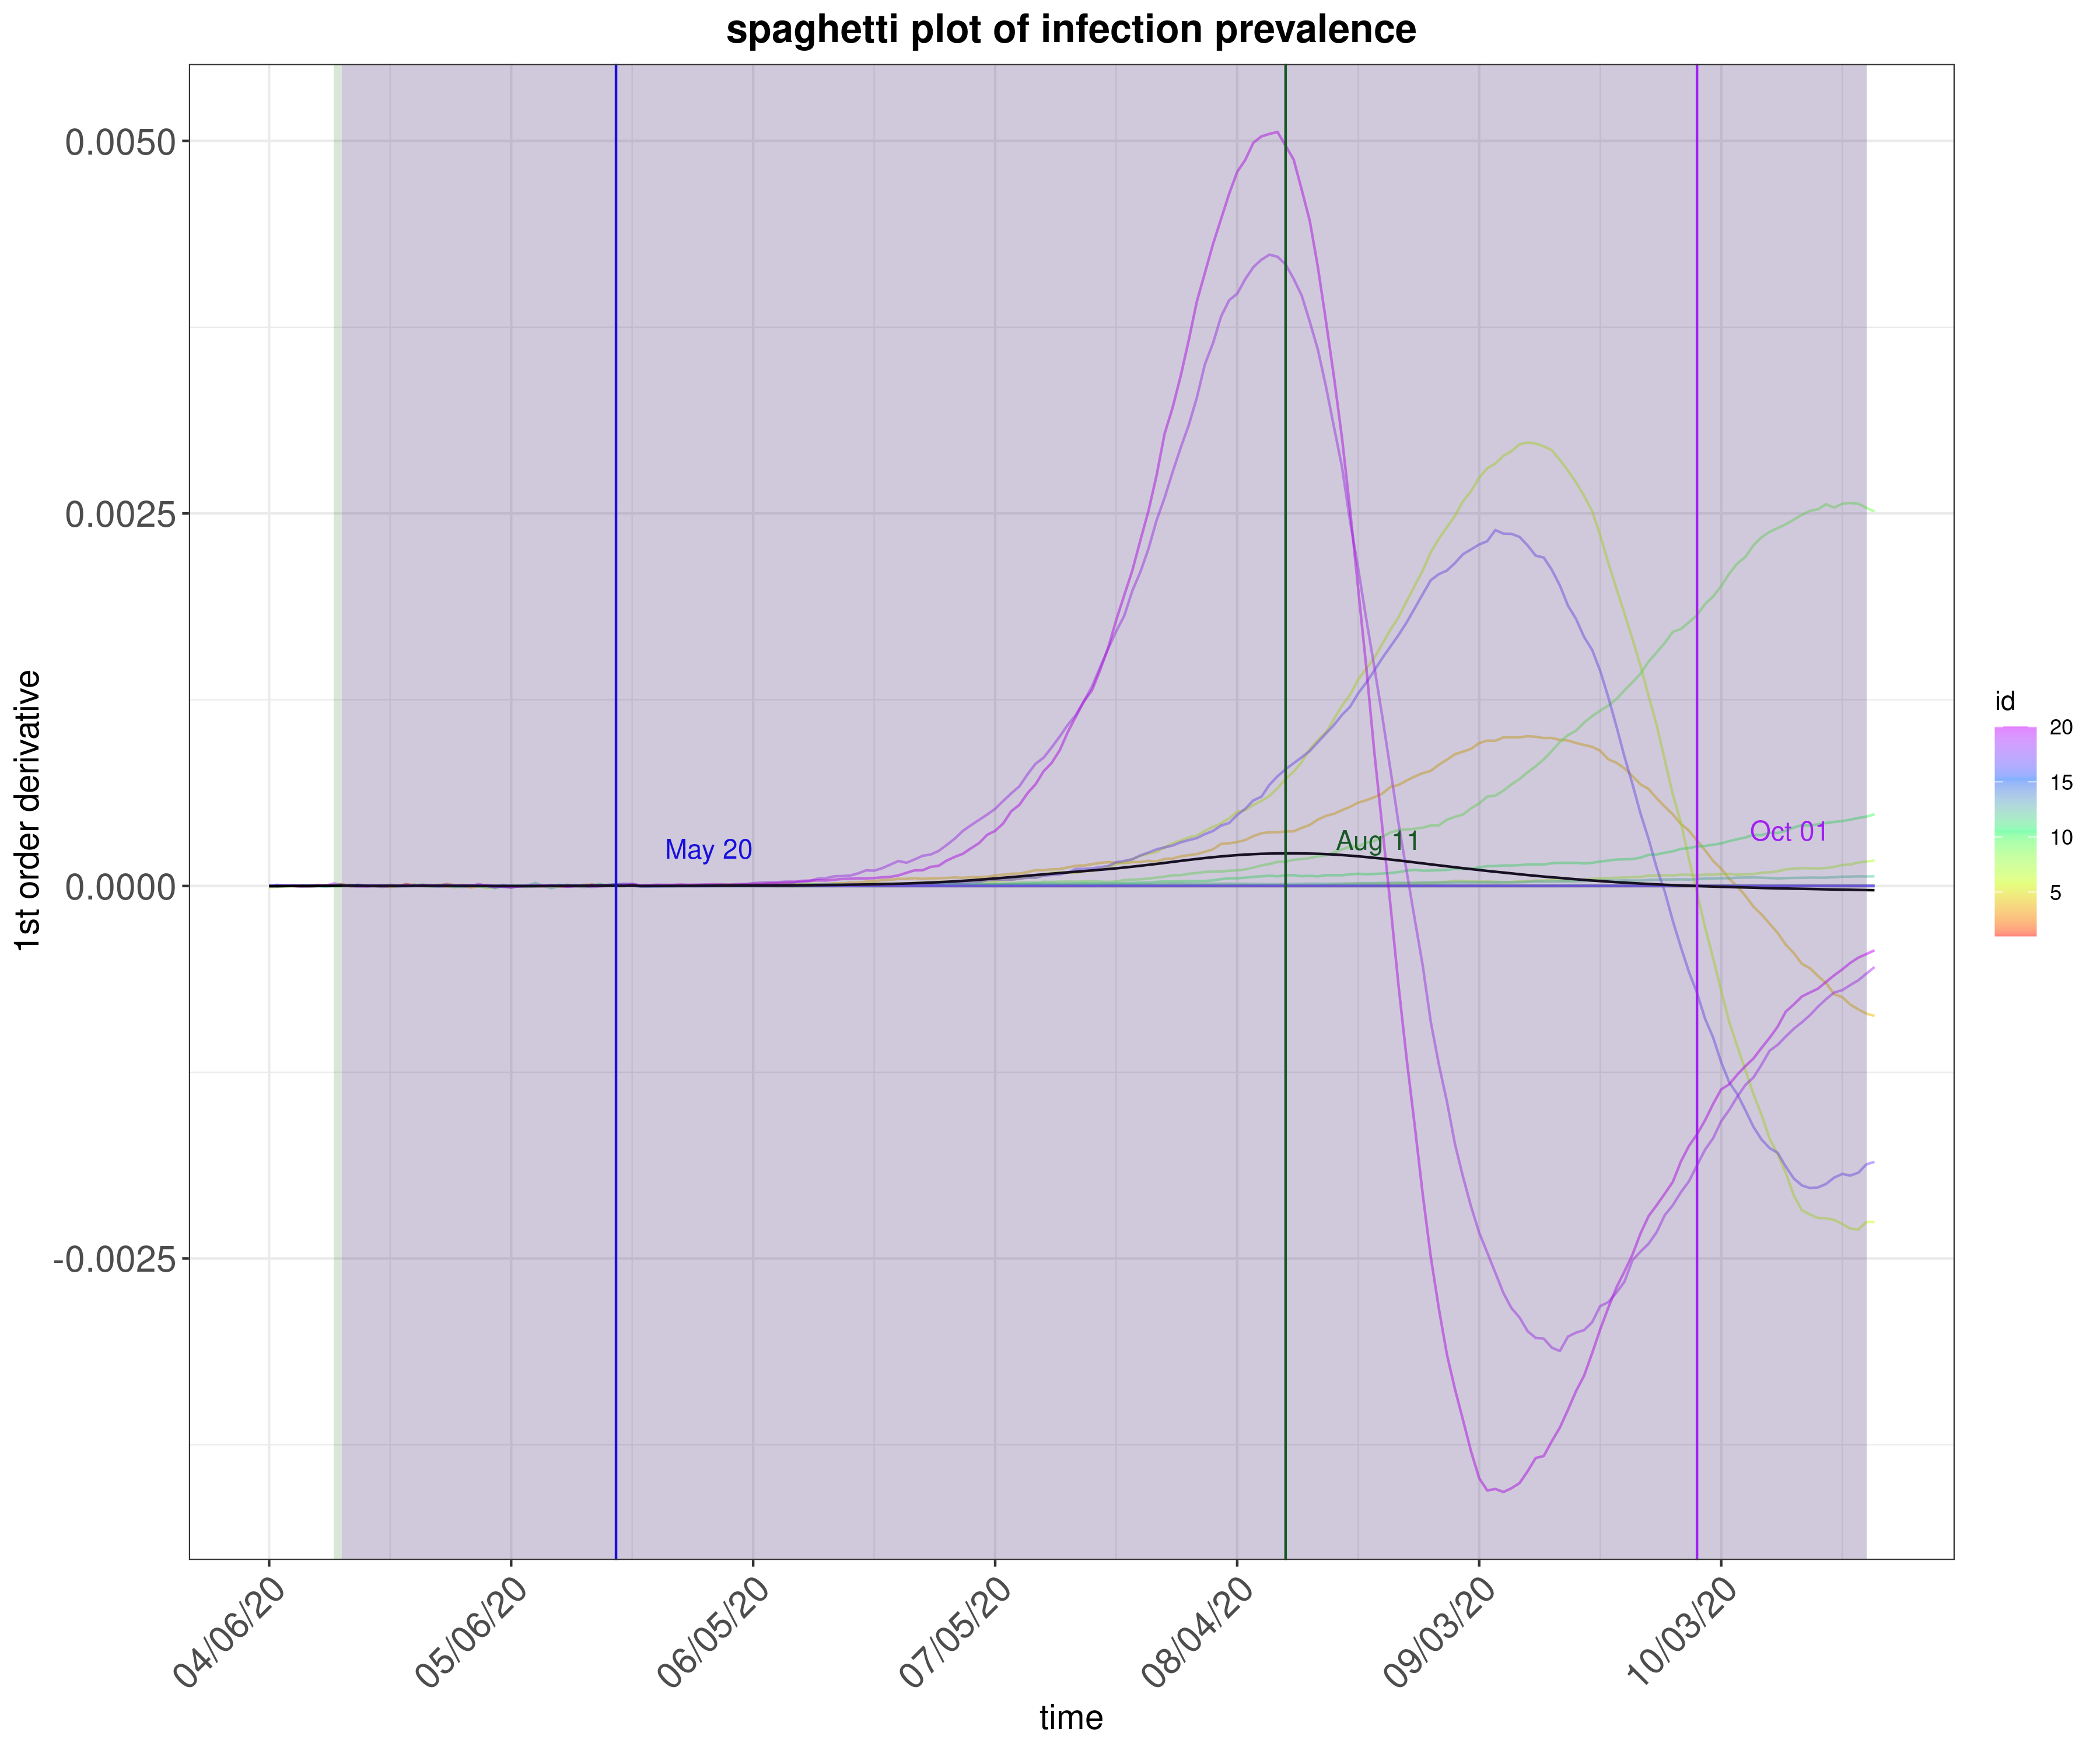 spaghetti plot of infection prevalence
0.0050
0.0025
0.0000
-0.0025
1st order derivative
May 20
Aug 11
Oct 01
04/06/20
05/06/20
06/05/20
07/05/20
08/04/20
09/03/20
10/03/20
time
id
20
15
10
5